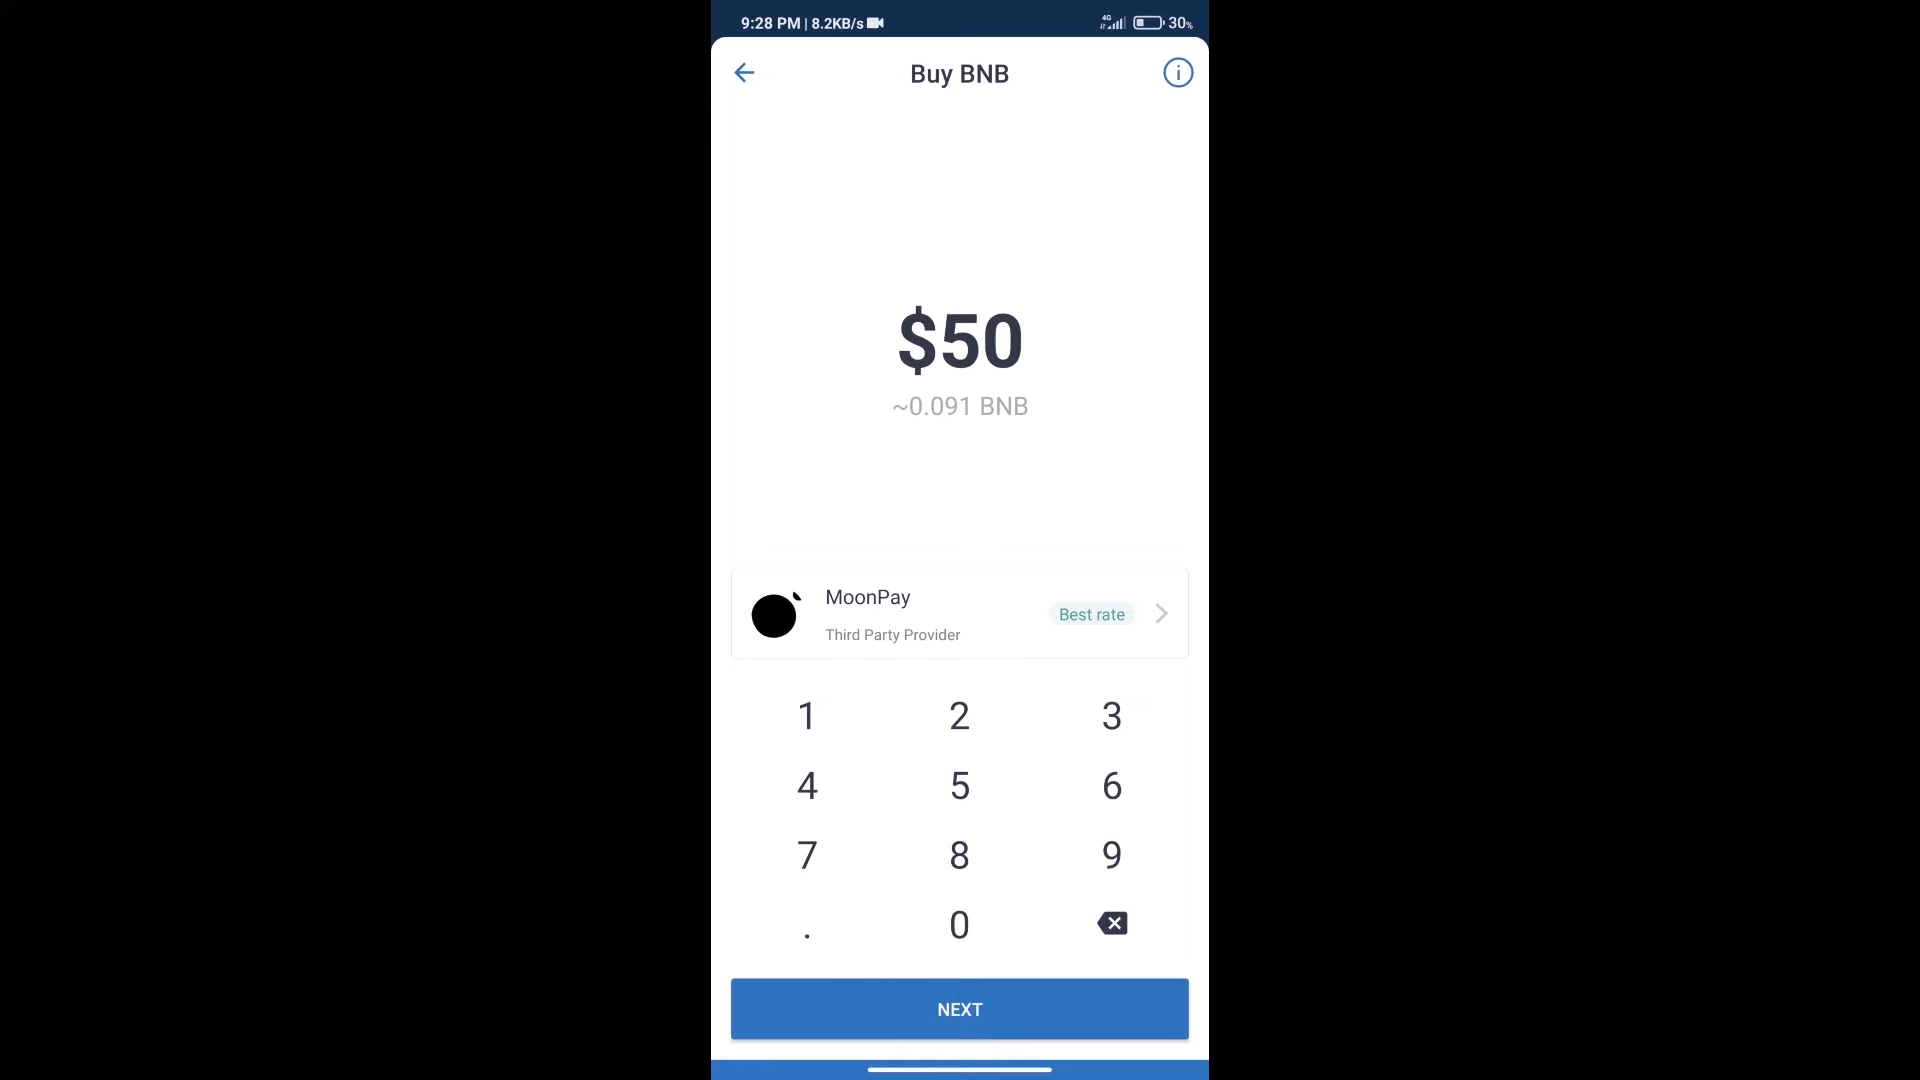 9:28 PM | 8.2KB/s 4G 30%
Buy BNB
$50
~0.091 BNB
MoonPay
Best rate
Third Party Provider
1 2 3
4 5 6
7 8 9
. 0
NEXT